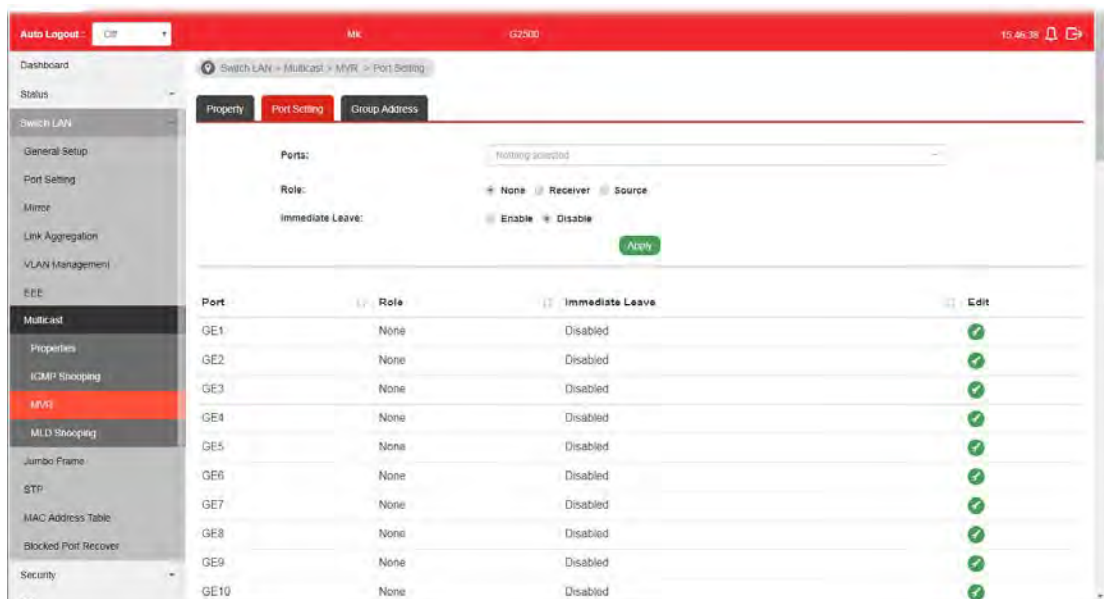 Auto Logout : Off Mk G2500 15:46:38
Dashboard
Status
Switch LAN
General Setup
Port Setting
Mirror
Link Aggregation
VLAN Management
EEE
Multicast
Properties
IGMP Snooping
MVR
MLD Snooping
Jumbo Frame
STP
MAC Address Table
Blocked Port Recover
Security
Switch LAN > Multicast > MVR > Port Setting
Property Port Setting Group Address
Ports: Nothing selected
Role: None Receiver Source
Immediate Leave: Enable Disable
Apply
Port Role Immediate Leave Edit
GE1 None Disabled
GE2 None Disabled
GE3 None Disabled
GE4 None Disabled
GE5 None Disabled
GE6 None Disabled
GE7 None Disabled
GE8 None Disabled
GE9 None Disabled
GE10 None Disabled